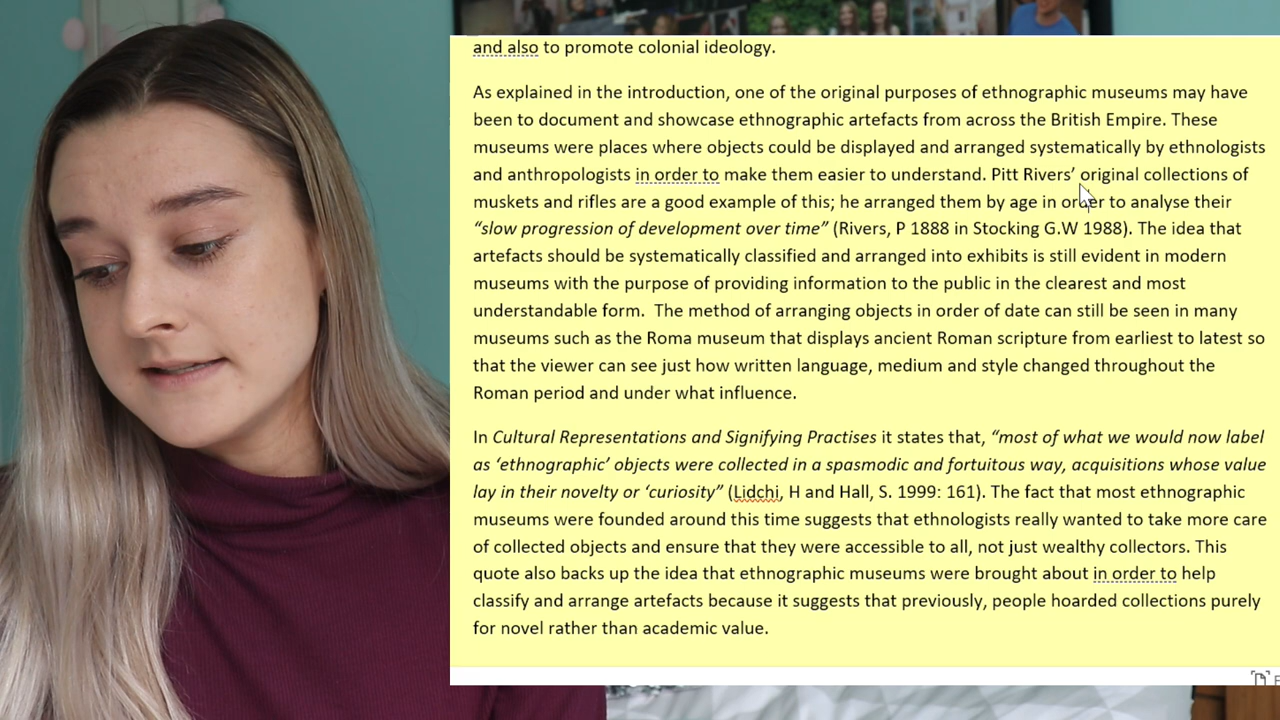 and also to promote colonial ideology.
As explained in the introduction, one of the original purposes of ethnographic museums may have
been to document and showcase ethnographic artefacts from across the British Empire. These
museums were places where objects could be displayed and arranged systematically by ethnologists
and anthropologists in order to make them easier to understand. Pitt Rivers’ original collections of
muskets and rifles are a good example of this; he arranged them by age in order to analyse their
“slow progression of development over time” (Rivers, P 1888 in Stocking G.W 1988). The idea that
artefacts should be systematically classified and arranged into exhibits is still evident in modern
museums with the purpose of providing information to the public in the clearest and most
understandable form.  The method of arranging objects in order of date can still be seen in many
museums such as the Roma museum that displays ancient Roman scripture from earliest to latest so
that the viewer can see just how written language, medium and style changed throughout the
Roman period and under what influence.
In Cultural Representations and Signifying Practises it states that, “most of what we would now label
as ‘ethnographic’ objects were collected in a spasmodic and fortuitous way, acquisitions whose value
lay in their novelty or ‘curiosity” (Lidchi, H and Hall, S. 1999: 161). The fact that most ethnographic
museums were founded around this time suggests that ethnologists really wanted to take more care
of collected objects and ensure that they were accessible to all, not just wealthy collectors. This
quote also backs up the idea that ethnographic museums were brought about in order to help
classify and arrange artefacts because it suggests that previously, people hoarded collections purely
for novel rather than academic value.